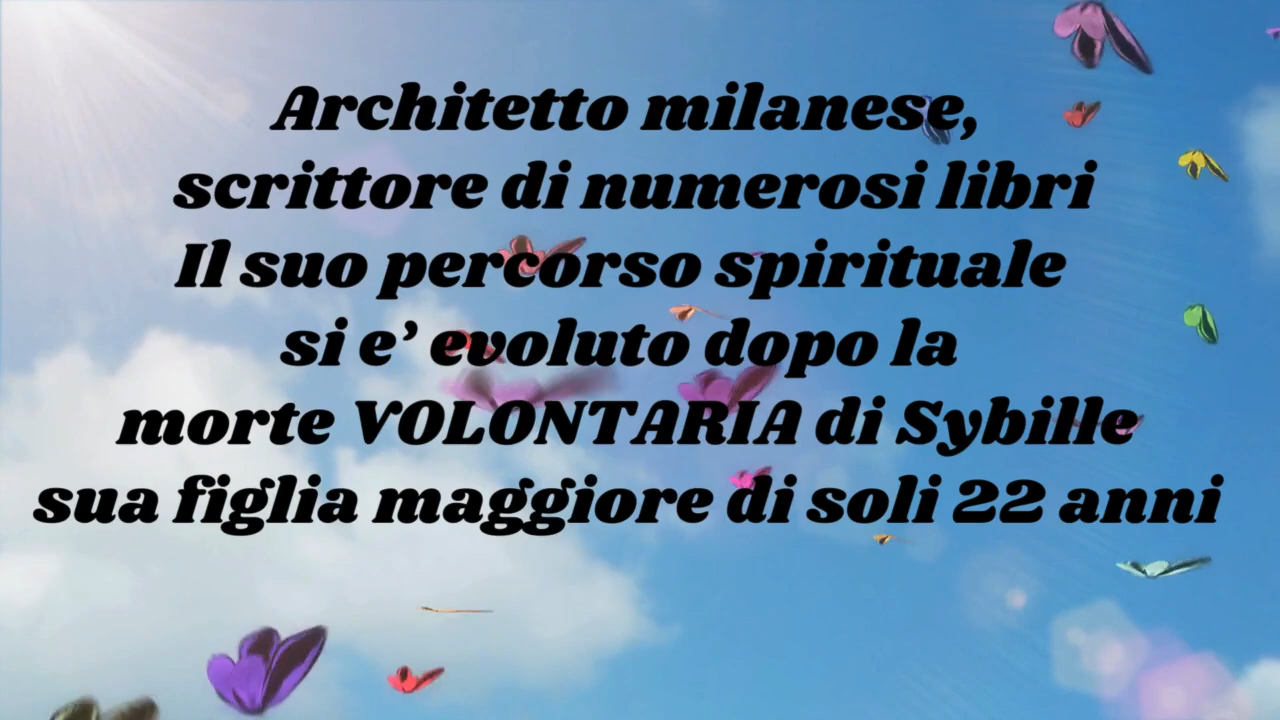 Architetto milanese,
scrittore di numerosi libri
Il suo percorso spirituale
si e’ evoluto dopo la
morte VOLONTARIA di Sybille
sua figlia maggiore di soli 22 anni